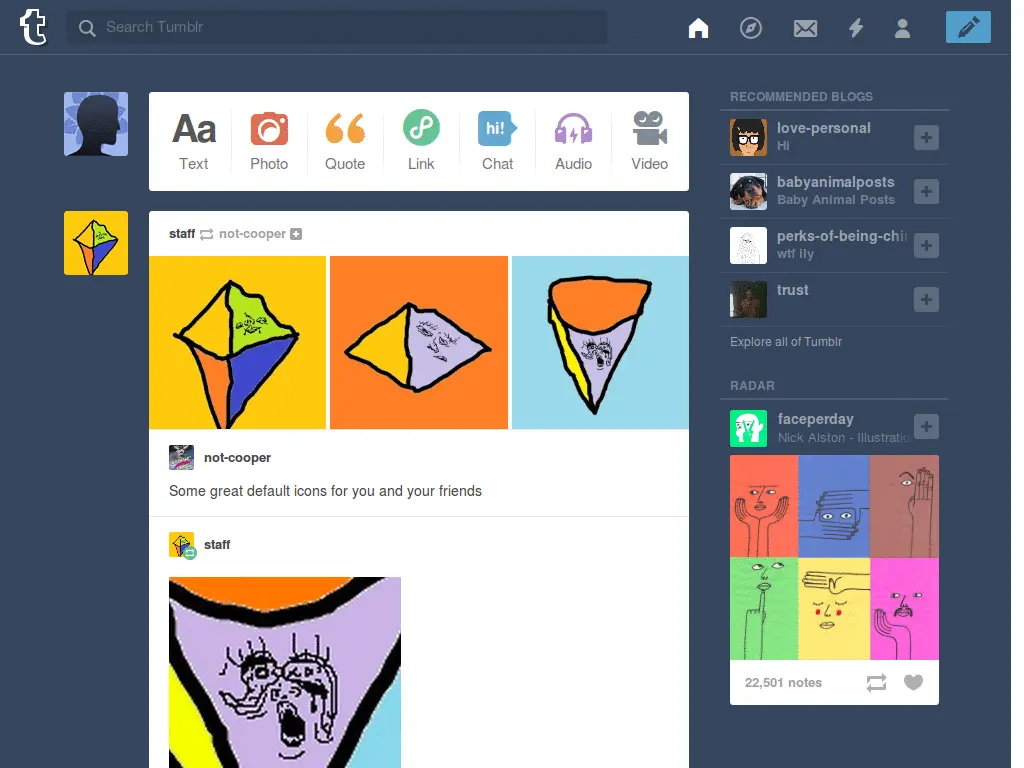 t
Search Tumblr
Aa
hi!
Text
Photo
Quote
Link
Chat
Audio
Video
staff not-cooper
not-cooper
Some great default icons for you and your friends
staff
RECOMMENDED BLOGS
love-personal
Hi
babyanimalposts
Baby Animal Posts
perks-of-being-chi
wtf ily
trust
Explore all of Tumblr
RADAR
faceperday
Nick Alston - Illustratio
22,501 notes